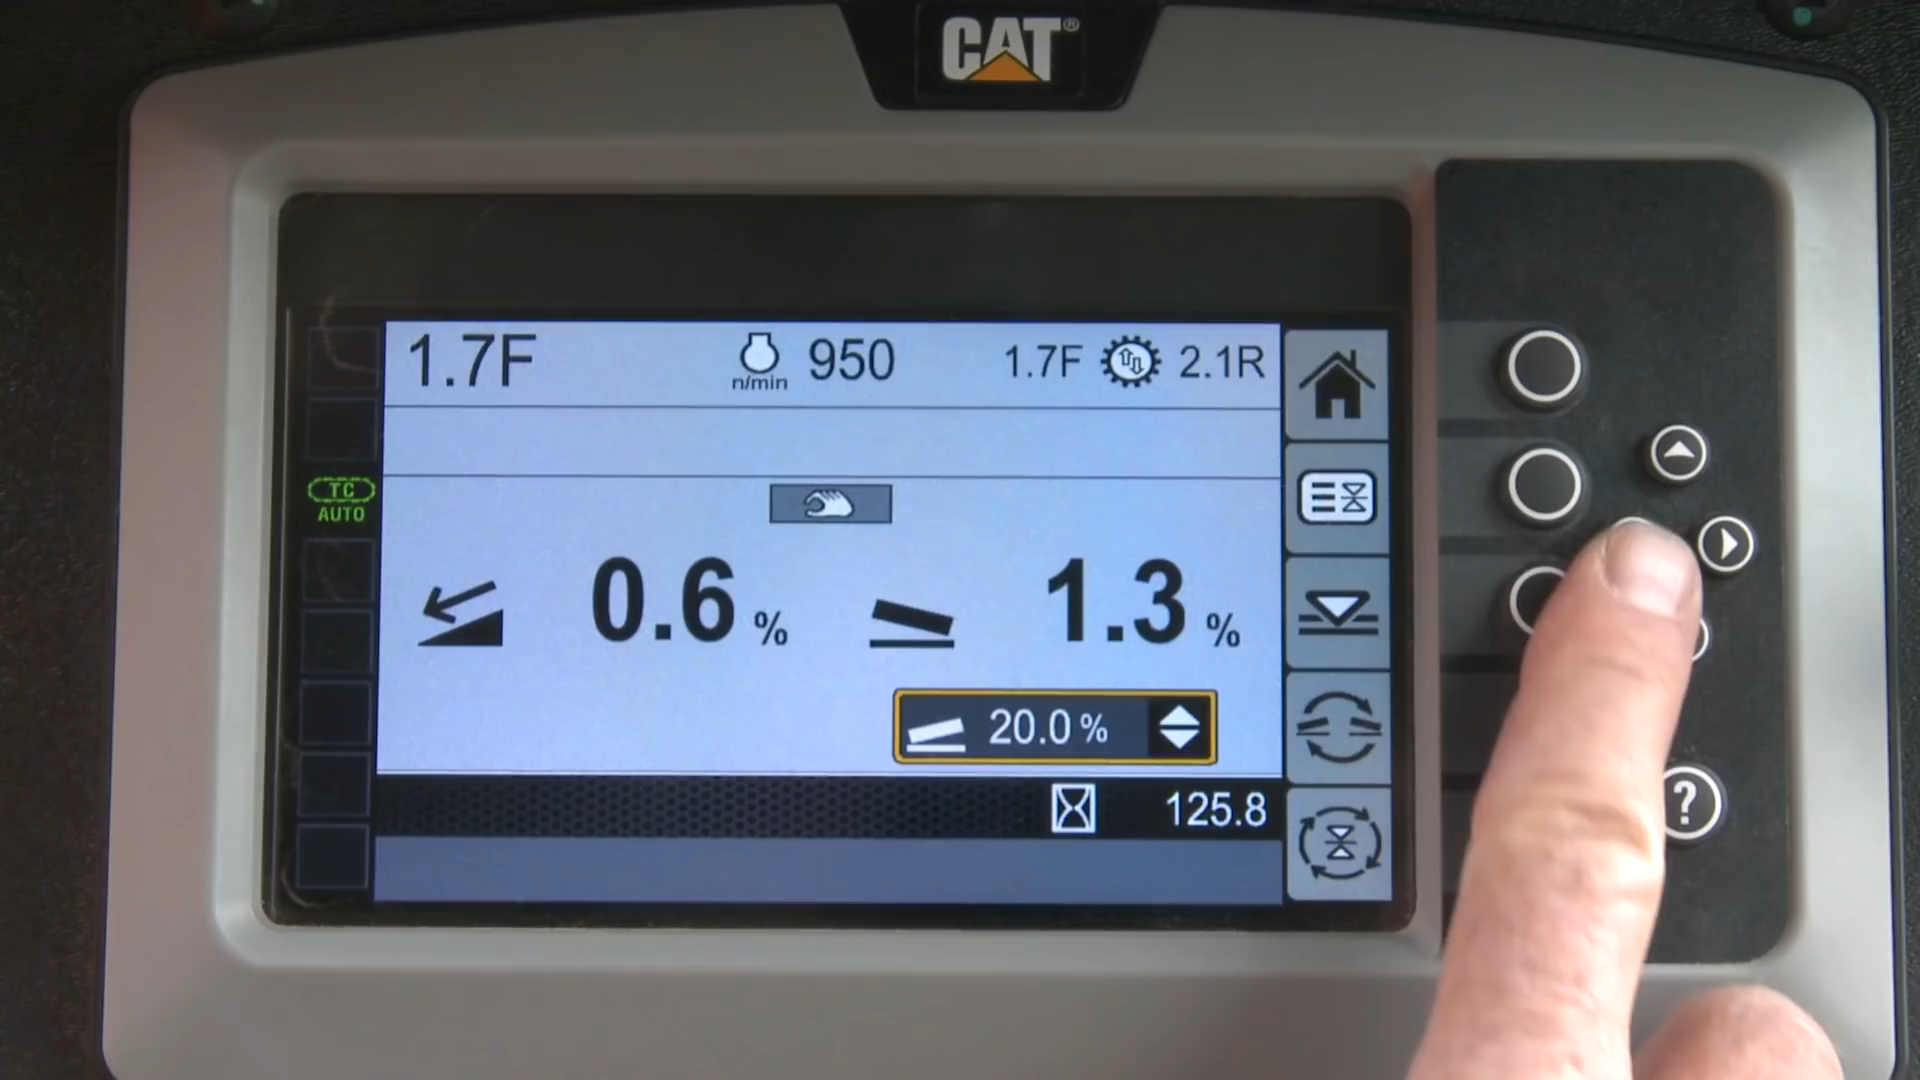 CAT®
1.7F
n/min
950
1.7F
2.1R
TC
AUTO
0.6 %
1.3 %
20.0 %
125.8
?